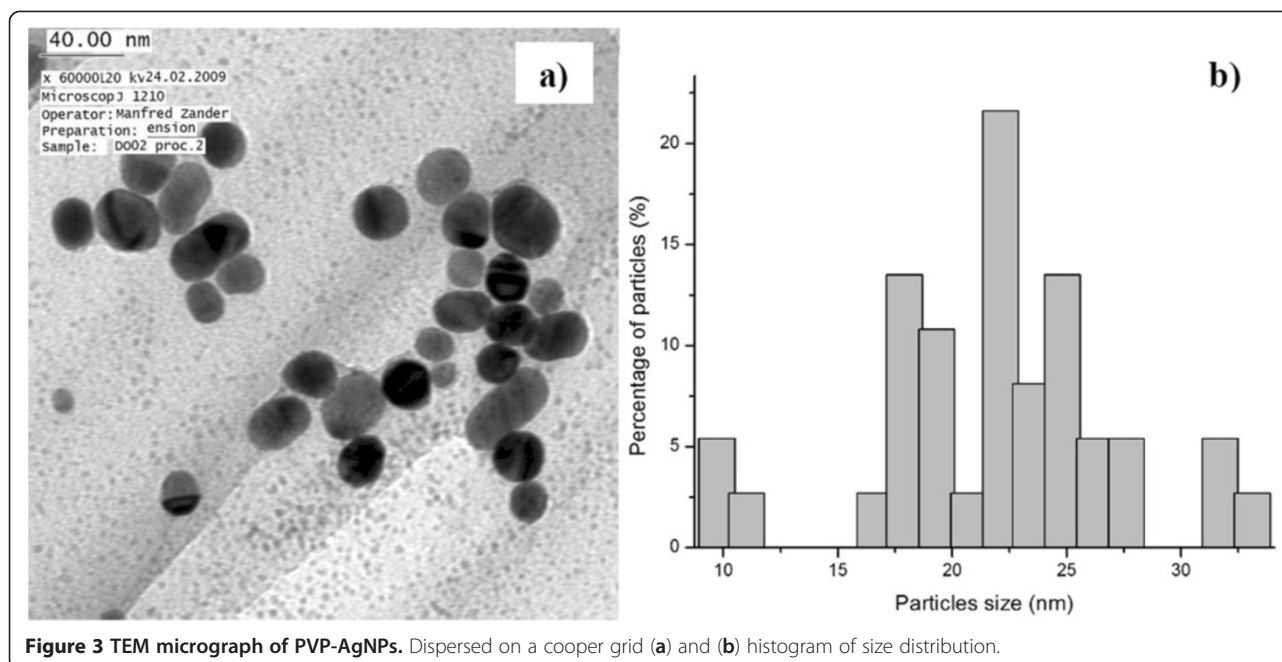 40.00 nm
x 60000L20 kv24.02.2009
MicroscopJ 1210
Operator: Manfred Zander
Preparation: ension
Sample: DO02 proc.2
a)
b)
Percentage of particles (%)
20
15
10
5
0
10 15 20 25 30
Particles size (nm)
Figure 3 TEM micrograph of PVP-AgNPs. Dispersed on a cooper grid (a) and (b) histogram of size distribution.